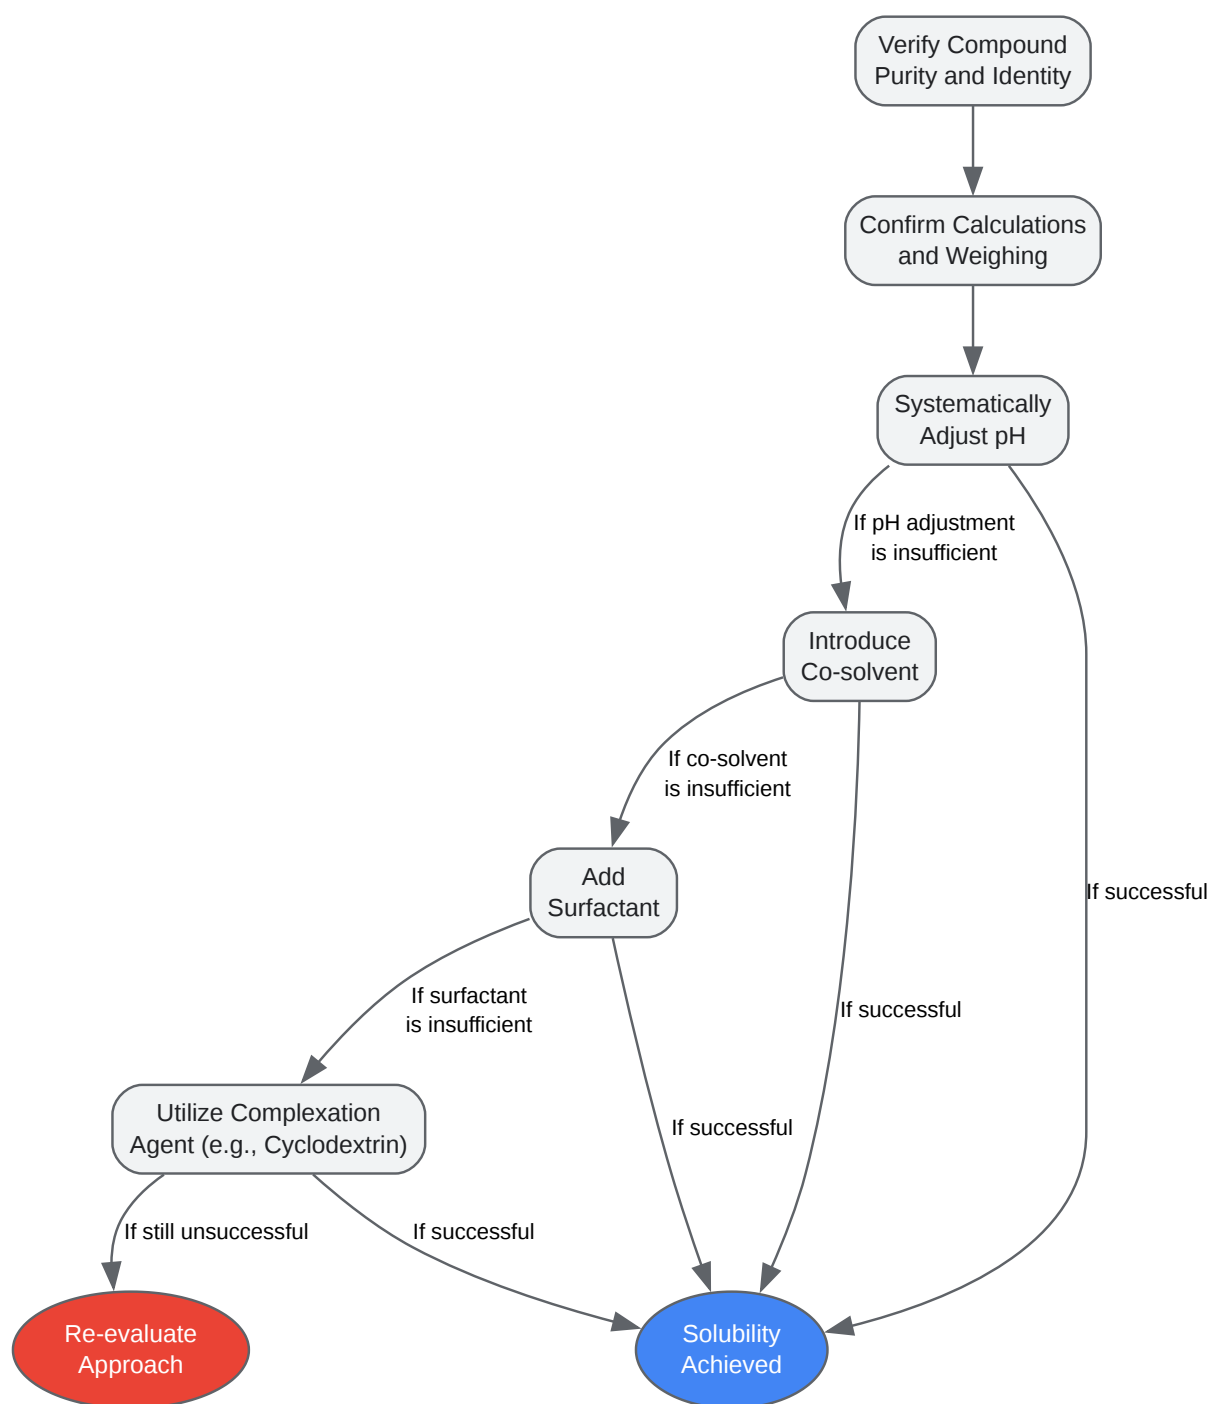 Verify Compound
Purity and Identity
Confirm Calculations
and Weighing
Systematically
Adjust pH
If pH adjustment
is insufficient
Introduce
Co-solvent
If co-solvent
is insufficient
Add
Surfactant
If successful
If surfactant
is insufficient
If successful
Utilize Complexation
Agent (e.g., Cyclodextrin)
If successful
If still unsuccessful
If successful
Re-evaluate
Approach
Solubility
Achieved